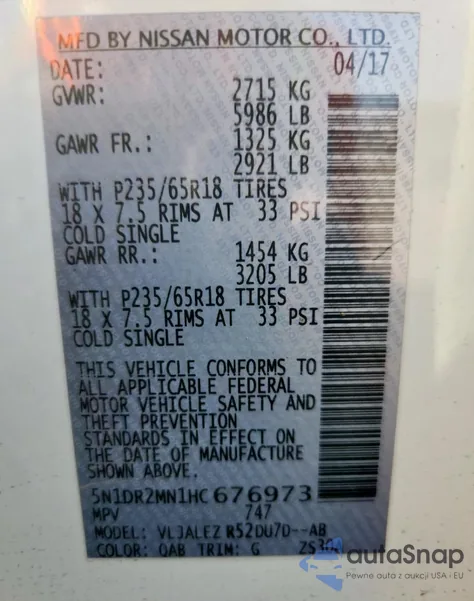 MFD BY NISSAN MOTOR CO., LTD.
DATE: 04/17
GVWR: 2715 KG
5986 LB
GAWR FR.: 1325 KG
2921 LB
WITH P235/65R18 TIRES
18 X 7.5 RIMS AT 33 PSI
COLD SINGLE
GAWR RR.: 1454 KG
3205 LB
WITH P235/65R18 TIRES
18 X 7.5 RIMS AT 33 PSI
COLD SINGLE
THIS VEHICLE CONFORMS TO
ALL APPLICABLE FEDERAL
MOTOR VEHICLE SAFETY AND
THEFT PREVENTION
STANDARDS IN EFFECT ON
THE DATE OF MANUFACTURE
SHOWN ABOVE.
5N1DR2MN1HC676973
MPV 747
MODEL: VLJALEZ R52DU7D--AB
COLOR: QAB TRIM: G
autoSnap
Pewne auta z aukcji USA - EU